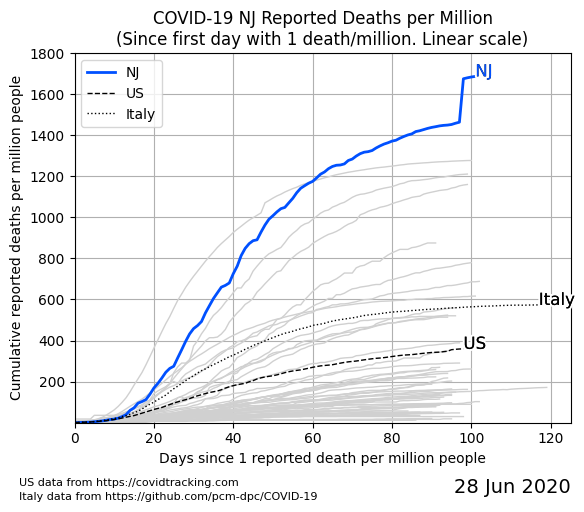 COVID-19 NJ Reported Deaths per Million
(Since first day with 1 death/million. Linear scale)
Cumulative reported deaths per million people
1800
1600
1400
1200
1000
800
600
400
200
NJ
US
Italy
NJ
Italy
US
0 20 40 60 80 100 120
Days since 1 reported death per million people
US data from https://covidtracking.com
Italy data from https://github.com/pcm-dpc/COVID-19
28 Jun 2020